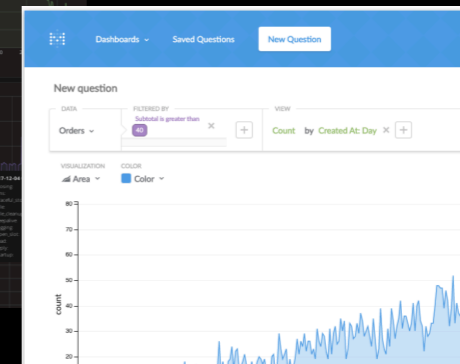 Dashboards
Saved Questions
New Question
New question
DATA
FILTERED BY
VIEW
Orders
Subtotal is greater than
40
Count by Created At: Day
VISUALIZATION
COLOR
Area
Color
80
70
60
50
40
30
20
count